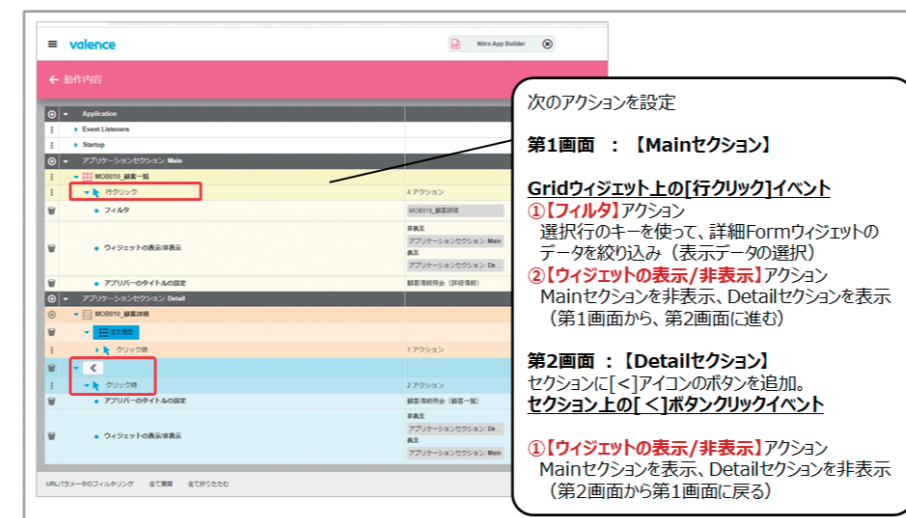 valence
Nitro App Builder
動作内容
Application
Event Listeners
Startup
アプリケーションセクション: Main
MOB010_顧客一覧
行クリック
4 アクション
フィルタ
MOB010_顧客詳細
非表示
アプリケーションセクション: Main
ウィジェットの表示/非表示
表示
アプリケーションセクション: De...
アプリバーのタイトルの設定
顧客情報照会（詳細情報）
アプリケーションセクション: Detail
MOB010_顧客詳細
注文履歴
クリック時
1 アクション
<
クリック時
2 アクション
アプリバーのタイトルの設定
顧客情報照会（顧客一覧）
非表示
アプリケーションセクション: De...
ウィジェットの表示/非表示
表示
アプリケーションセクション: Main
URLパラメータのフィルタリング 全て展開 全て折りたたむ
次のアクションを設定
第1画面 ： 【Mainセクション】
Gridウィジェット上の[行クリック]イベント
①【フィルタ】アクション
選択行のキーを使って、詳細Formウィジェットの
データを絞り込み（表示データの選択）
②【ウィジェットの表示/非表示】アクション
Mainセクションを非表示、Detailセクションを表示
（第1画面から、第2画面に進む）
第2画面 ： 【Detailセクション】
セクションに[<]アイコンのボタンを追加。
セクション上の[ <]ボタンクリックイベント
①【ウィジェットの表示/非表示】アクション
Mainセクションを表示、Detailセクションを非表示
（第2画面から第1画面に戻る）